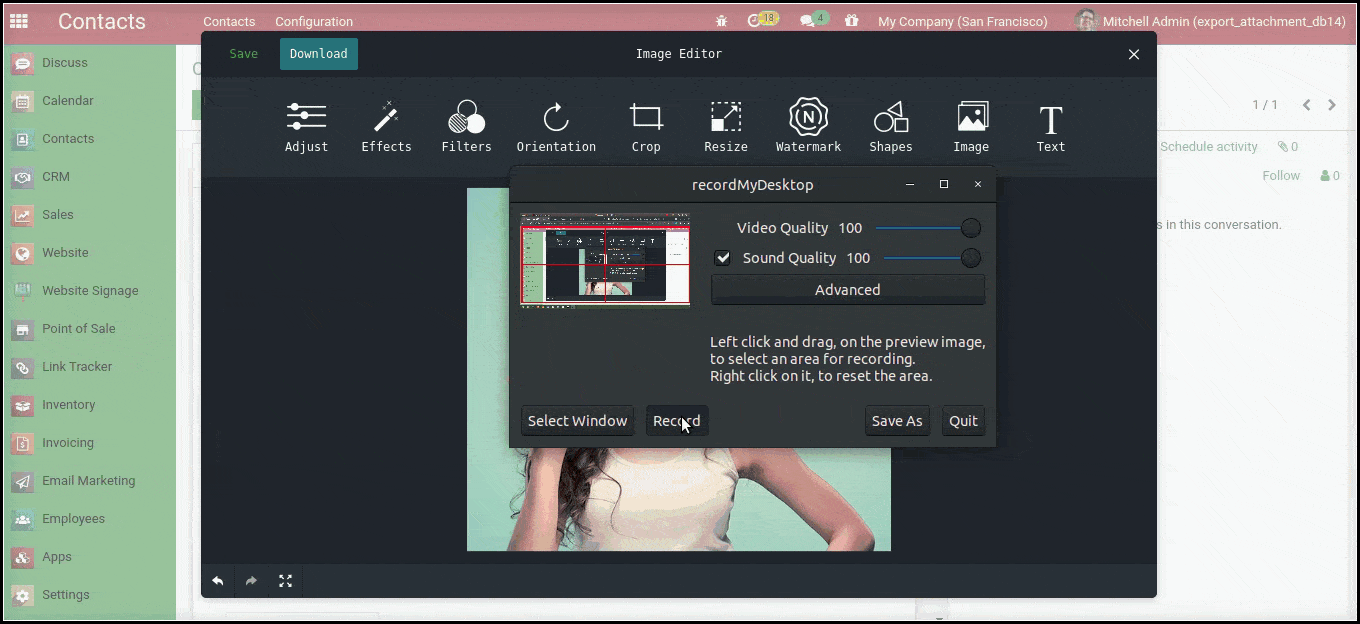 Contacts Contacts Configuration 18 4 My Company (San Francisco) Mitchell Admin (export_attachment_db14)
Save Download Image Editor
Adjust Effects Filters Orientation Crop Resize Watermark Shapes Image Text
N
T
Discuss
Calendar
Contacts
CRM
Sales
Website
Website Signage
Point of Sale
Link Tracker
Inventory
Invoicing
Email Marketing
Employees
Apps
Settings
1 / 1
Schedule activity 0
Follow 0
s in this conversation.
recordMyDesktop
Video Quality 100
Sound Quality 100
Advanced
Left click and drag, on the preview image,
to select an area for recording.
Right click on it, to reset the area.
Select Window Record Save As Quit